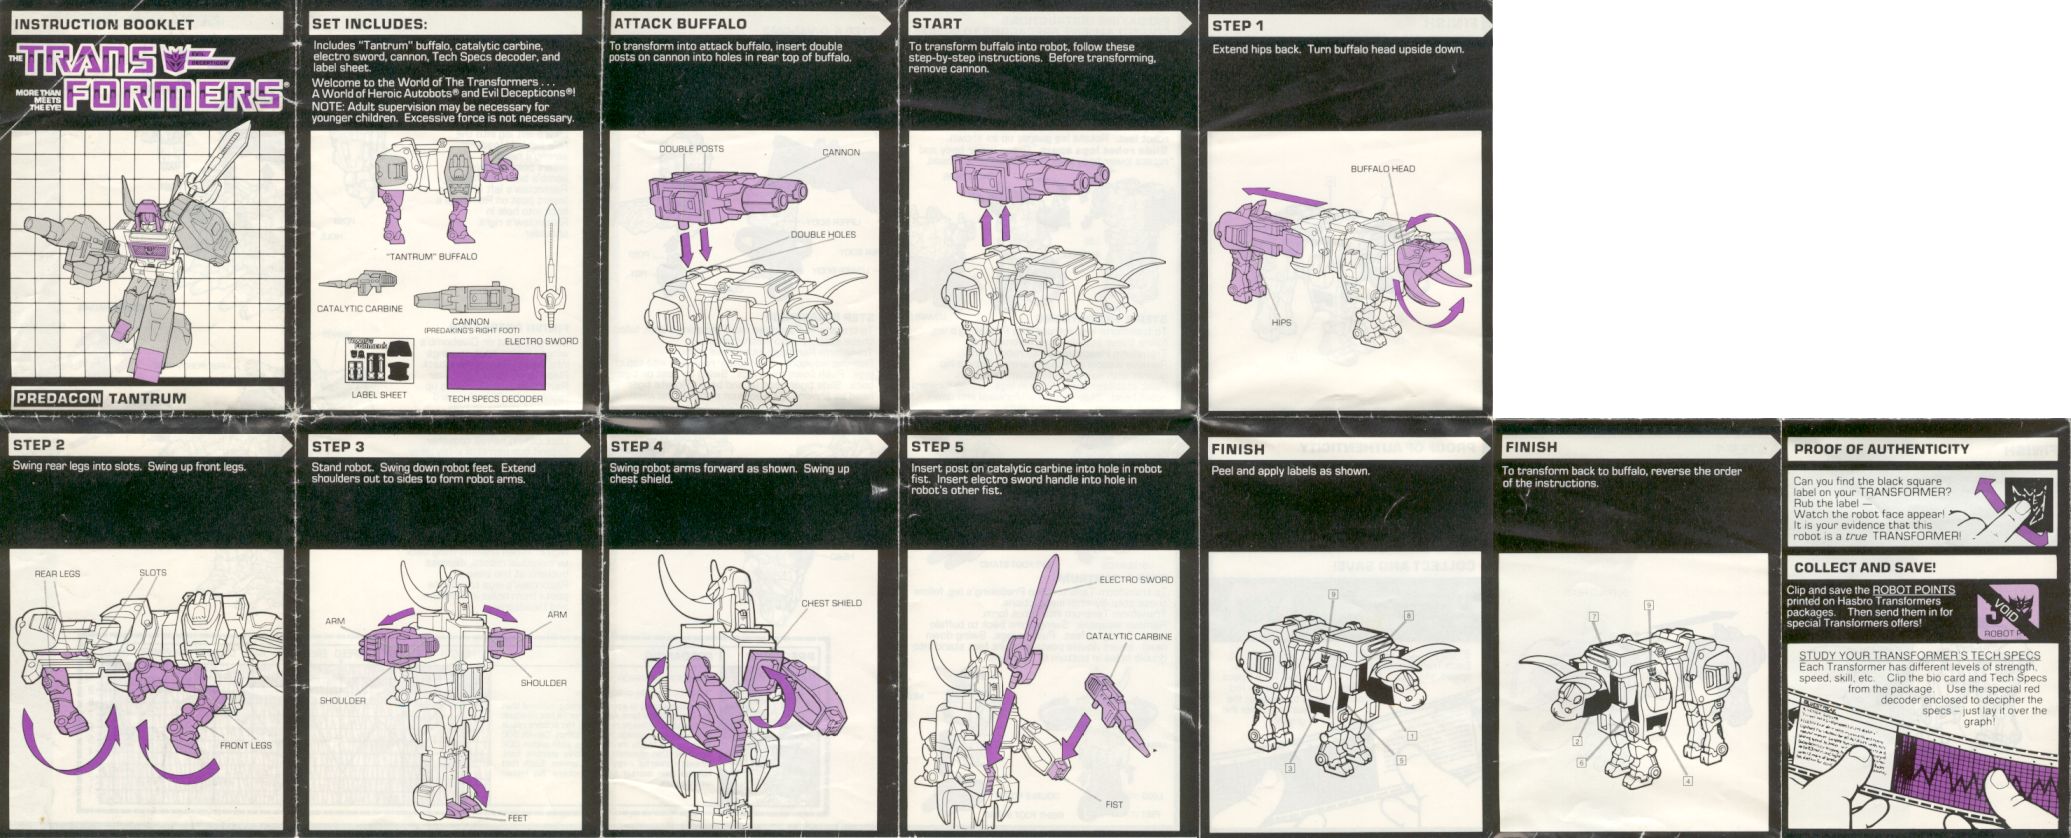 INSTRUCTION BOOKLET
THE TRANSFORMERS
EVIL DECEPTICON
MORE THAN
MEETS
THE EYE!
PREDACON TANTRUM
SET INCLUDES:
Includes "Tantrum" buffalo, catalytic carbine,
electro sword, cannon, Tech Specs decoder, and
label sheet.
Welcome to the World of The Transformers . . .
A World of Heroic Autobots® and Evil Decepticons®!
NOTE: Adult supervision may be necessary for
younger children. Excessive force is not necessary.
"TANTRUM" BUFFALO
CATALYTIC CARBINE
CANNON
(PREDAKING'S RIGHT FOOT)
ELECTRO SWORD
LABEL SHEET
TECH SPECS DECODER
ATTACK BUFFALO
To transform into attack buffalo, insert double
posts on cannon into holes in rear top of buffalo.
DOUBLE POSTS
CANNON
DOUBLE HOLES
START
To transform buffalo into robot, follow these
step-by-step instructions. Before transforming,
remove cannon.
STEP 1
Extend hips back. Turn buffalo head upside down.
BUFFALO HEAD
HIPS
STEP 2
Swing rear legs into slots. Swing up front legs.
REAR LEGS
SLOTS
FRONT LEGS
STEP 3
Stand robot. Swing down robot feet. Extend
shoulders out to sides to form robot arms.
ARM
ARM
SHOULDER
SHOULDER
FEET
STEP 4
Swing robot arms forward as shown. Swing up
chest shield.
CHEST SHIELD
STEP 5
Insert post on catalytic carbine into hole in robot
fist. Insert electro sword handle into hole in
robot's other fist.
ELECTRO SWORD
CATALYTIC CARBINE
FIST
FINISH
Peel and apply labels as shown.
9
8
1
5
3
FINISH
To transform back to buffalo, reverse the order
of the instructions.
7
9
2
6
4
PROOF OF AUTHENTICITY
Can you find the black square
label on your TRANSFORMER?
Rub the label —
Watch the robot face appear!
It is your evidence that this
robot is a true TRANSFORMER!
COLLECT AND SAVE!
Clip and save the ROBOT POINTS
printed on Hasbro Transformers
packages. Then send them in for
special Transformers offers!
VOID
STUDY YOUR TRANSFORMER'S TECH SPECS
Each Transformer has different levels of strength,
speed, skill, etc. Clip the bio card and Tech Specs
from the package. Use the special red
decoder enclosed to decipher the
specs – just lay it over the
graph!